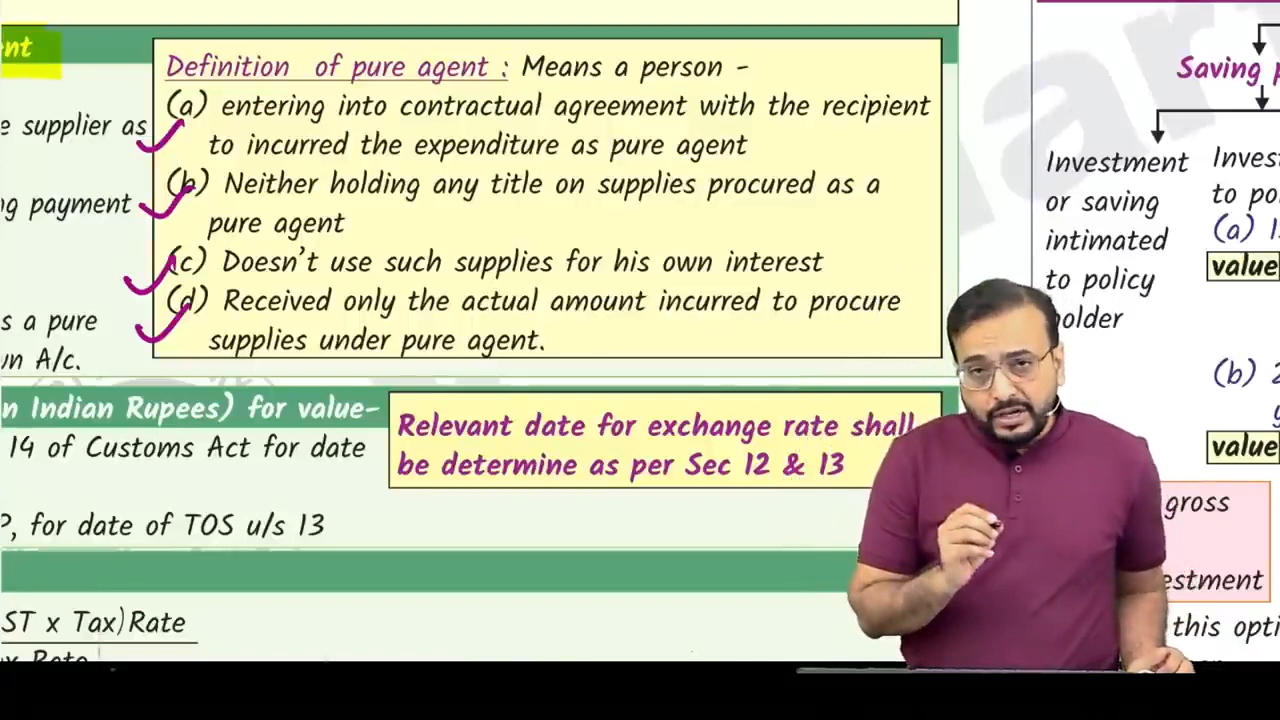 nt
e supplier as
ng payment
s a pure
vn A/c.
Definition of pure agent : Means a person -
(a) entering into contractual agreement with the recipient
to incurred the expenditure as pure agent
(b) Neither holding any title on supplies procured as a
pure agent
(c) Doesn't use such supplies for his own interest
(d) Received only the actual amount incurred to procure
supplies under pure agent.
n Indian Rupees) for value-
14 of Customs Act for date
P, for date of TOS u/s 13
Relevant date for exchange rate shall
be determine as per Sec 12 & 13
ST x Tax) Rate
x Rate
Saving p
Investment
or saving
intimated
to policy
holder
Inves
to po
(a) 1
value
(b) 2
g
value
gross
estment
this opti